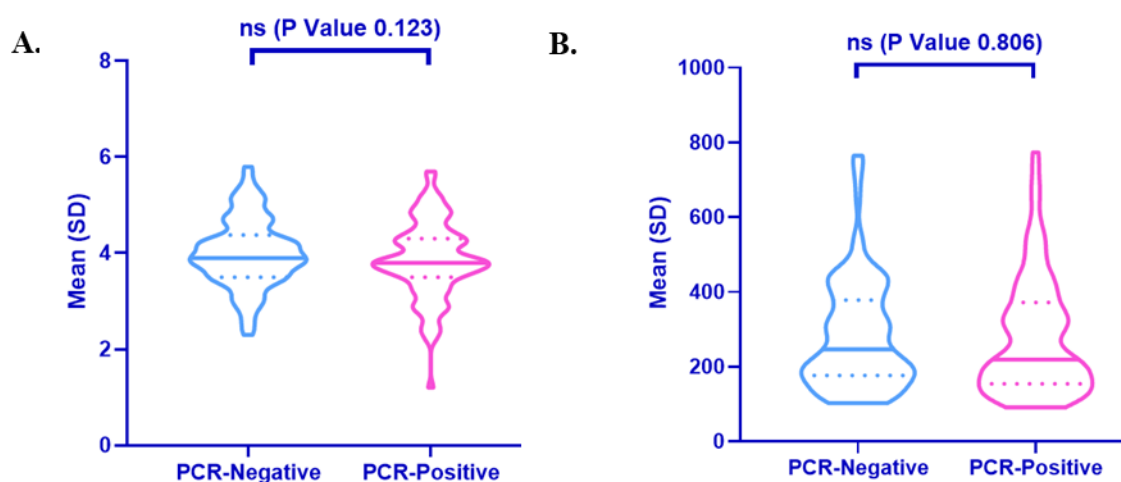 A.
ns (P Value 0.123)
8
6
4
2
0
Mean (SD)
PCR-Negative PCR-Positive
B.
ns (P Value 0.806)
1000
800
600
400
200
0
Mean (SD)
PCR-Negative PCR-Positive